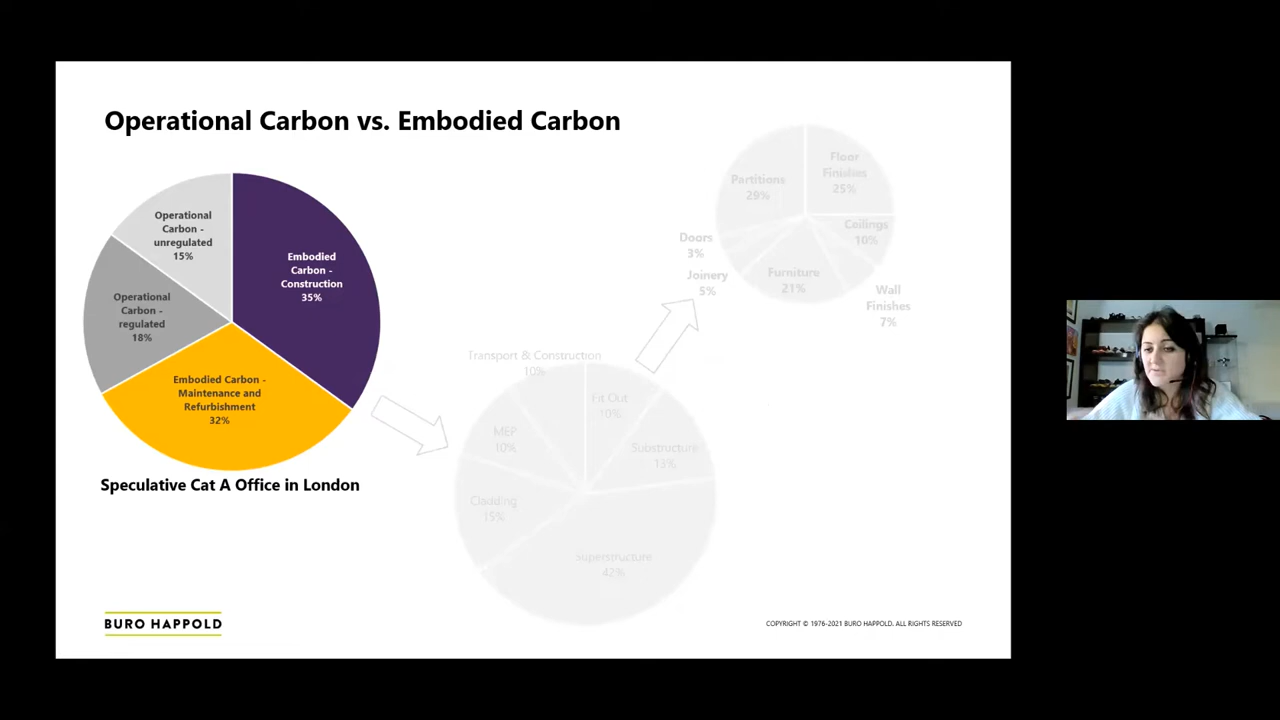 Operational Carbon vs. Embodied Carbon
Operational
Carbon -
unregulated
15%
Embodied
Carbon -
Construction
35%
Operational
Carbon -
regulated
18%
Embodied Carbon -
Maintenance and
Refurbishment
32%
Speculative Cat A Office in London
Transport & Construction
10%
Fit Out
10%
MEP
10%
Substructure
13%
Cladding
15%
Superstructure
42%
Partitions
29%
Floor
Finishes
25%
Doors
3%
Ceilings
10%
Joinery
5%
Furniture
21%
Wall
Finishes
7%
BURO HAPPOLD
COPYRIGHT © 1976-2021 BURO HAPPOLD. ALL RIGHTS RESERVED